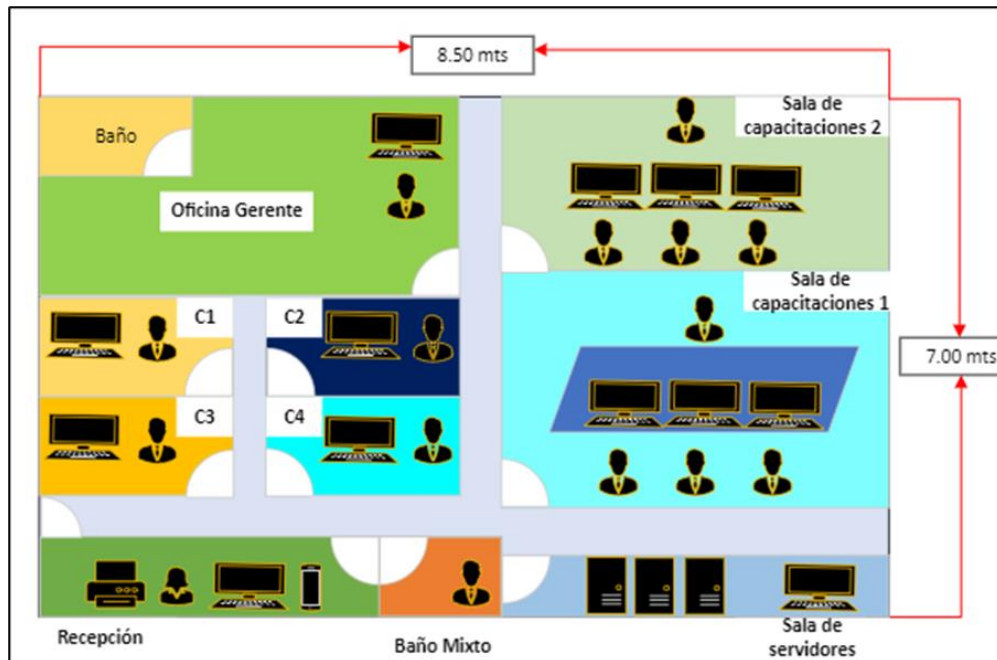 8.50 mts
Baño
Sala de
capacitaciones 2
Oficina Gerente
Sala de
capacitaciones 1
C1
C2
7.00 mts
C3
C4
Recepción
Baño Mixto
Sala de
servidores